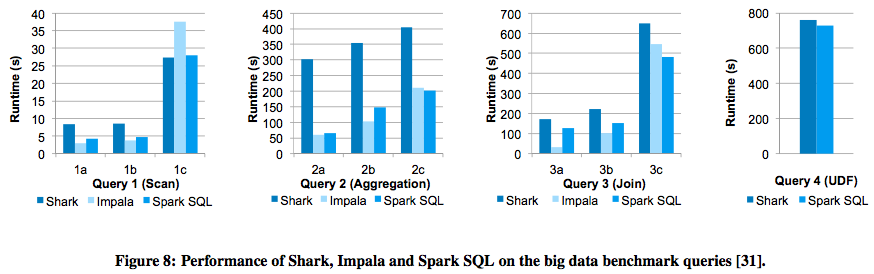 40
35
30
25
20
15
10
5
0
Runtime (s)
1a 1b 1c
Query 1 (Scan)
Shark Impala Spark SQL
450
400
350
300
250
200
150
100
50
0
Runtime (s)
2a 2b 2c
Query 2 (Aggregation)
Shark Impala Spark SQL
700
600
500
400
300
200
100
0
Runtime (s)
3a 3b 3c
Query 3 (Join)
Shark Impala Spark SQL
800
600
400
200
0
Runtime (s)
Query 4 (UDF)
Shark Spark SQL
Figure 8: Performance of Shark, Impala and Spark SQL on the big data benchmark queries [31].